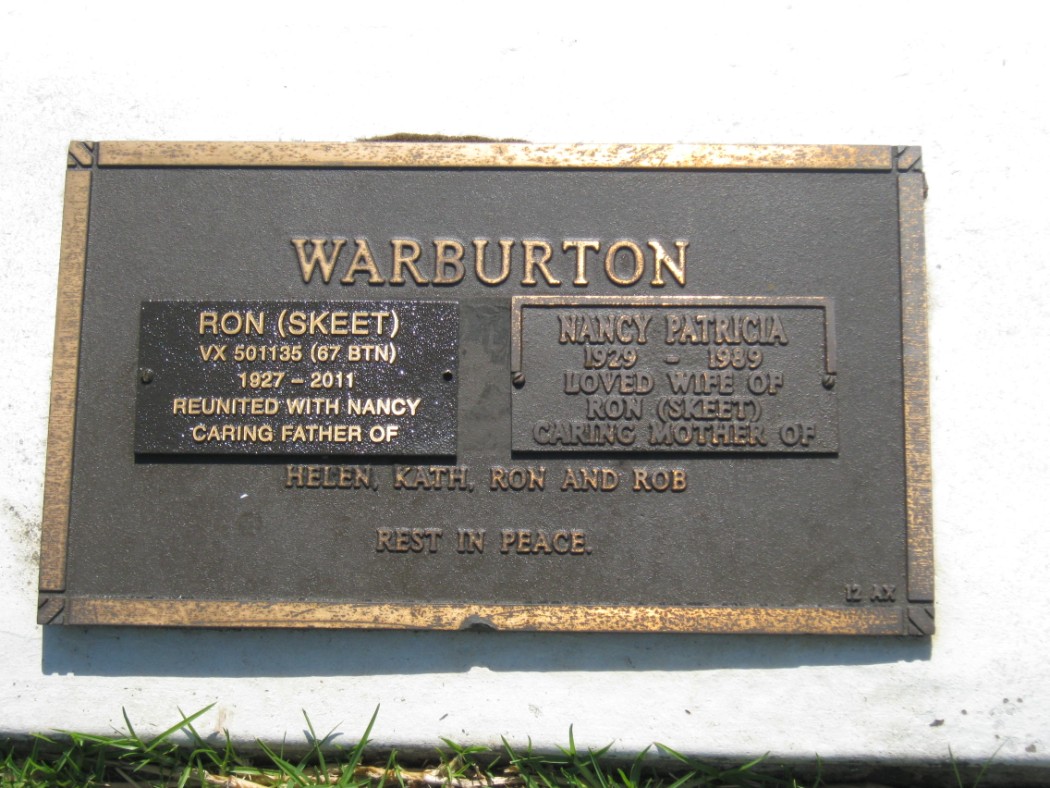 WARBURTON
RON (SKEET)
VX 501135 (67 BTN)
1927 – 2011
REUNITED WITH NANCY
CARING FATHER OF
NANCY PATRICIA
1929 - 1989
LOVED WIFE OF
RON (SKEET)
CARING MOTHER OF
HELEN, KATH, RON AND ROB
REST IN PEACE.
12 AX